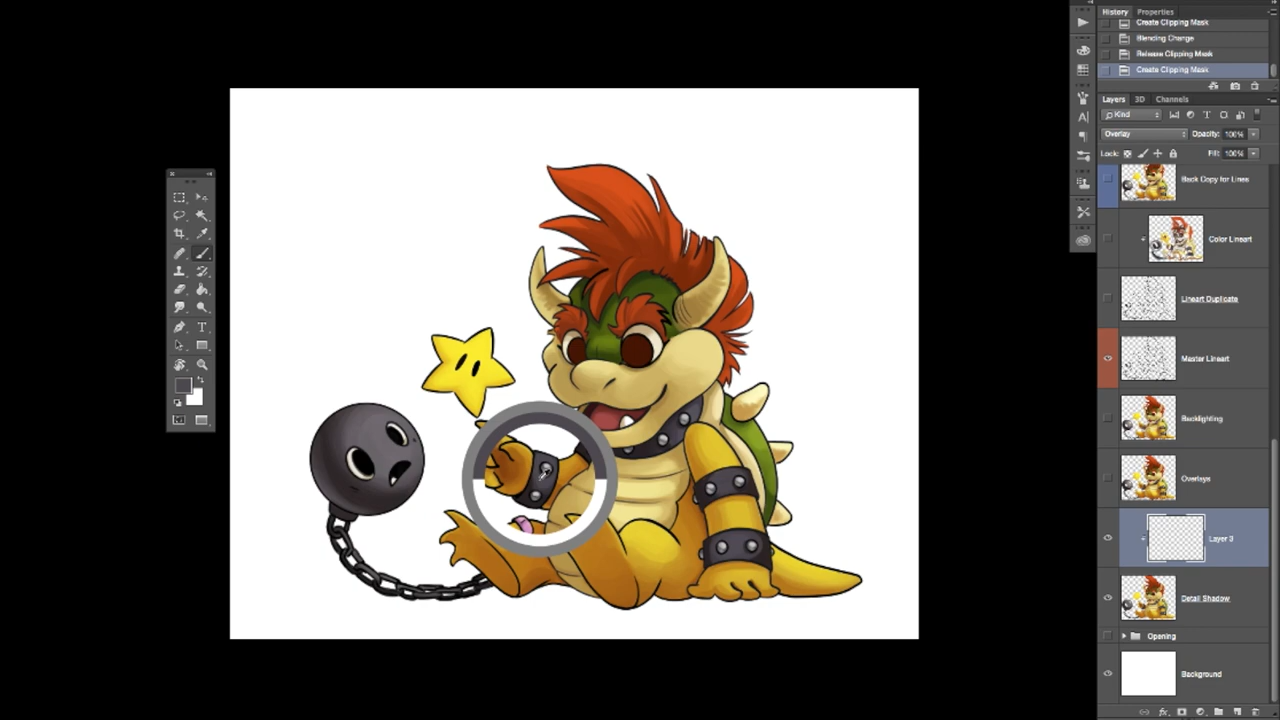 History Properties
Create Clipping Mask
Blending Change
Release Clipping Mask
Create Clipping Mask
Layers 3D Channels
Kind
Overlay Opacity: 100%
Lock: Fill: 100%
Back Copy for Lines
Color Lineart
Lineart Duplicate
Master Lineart
Backlighting
Overlays
Layer 3
Detail Shadow
Opening
Background